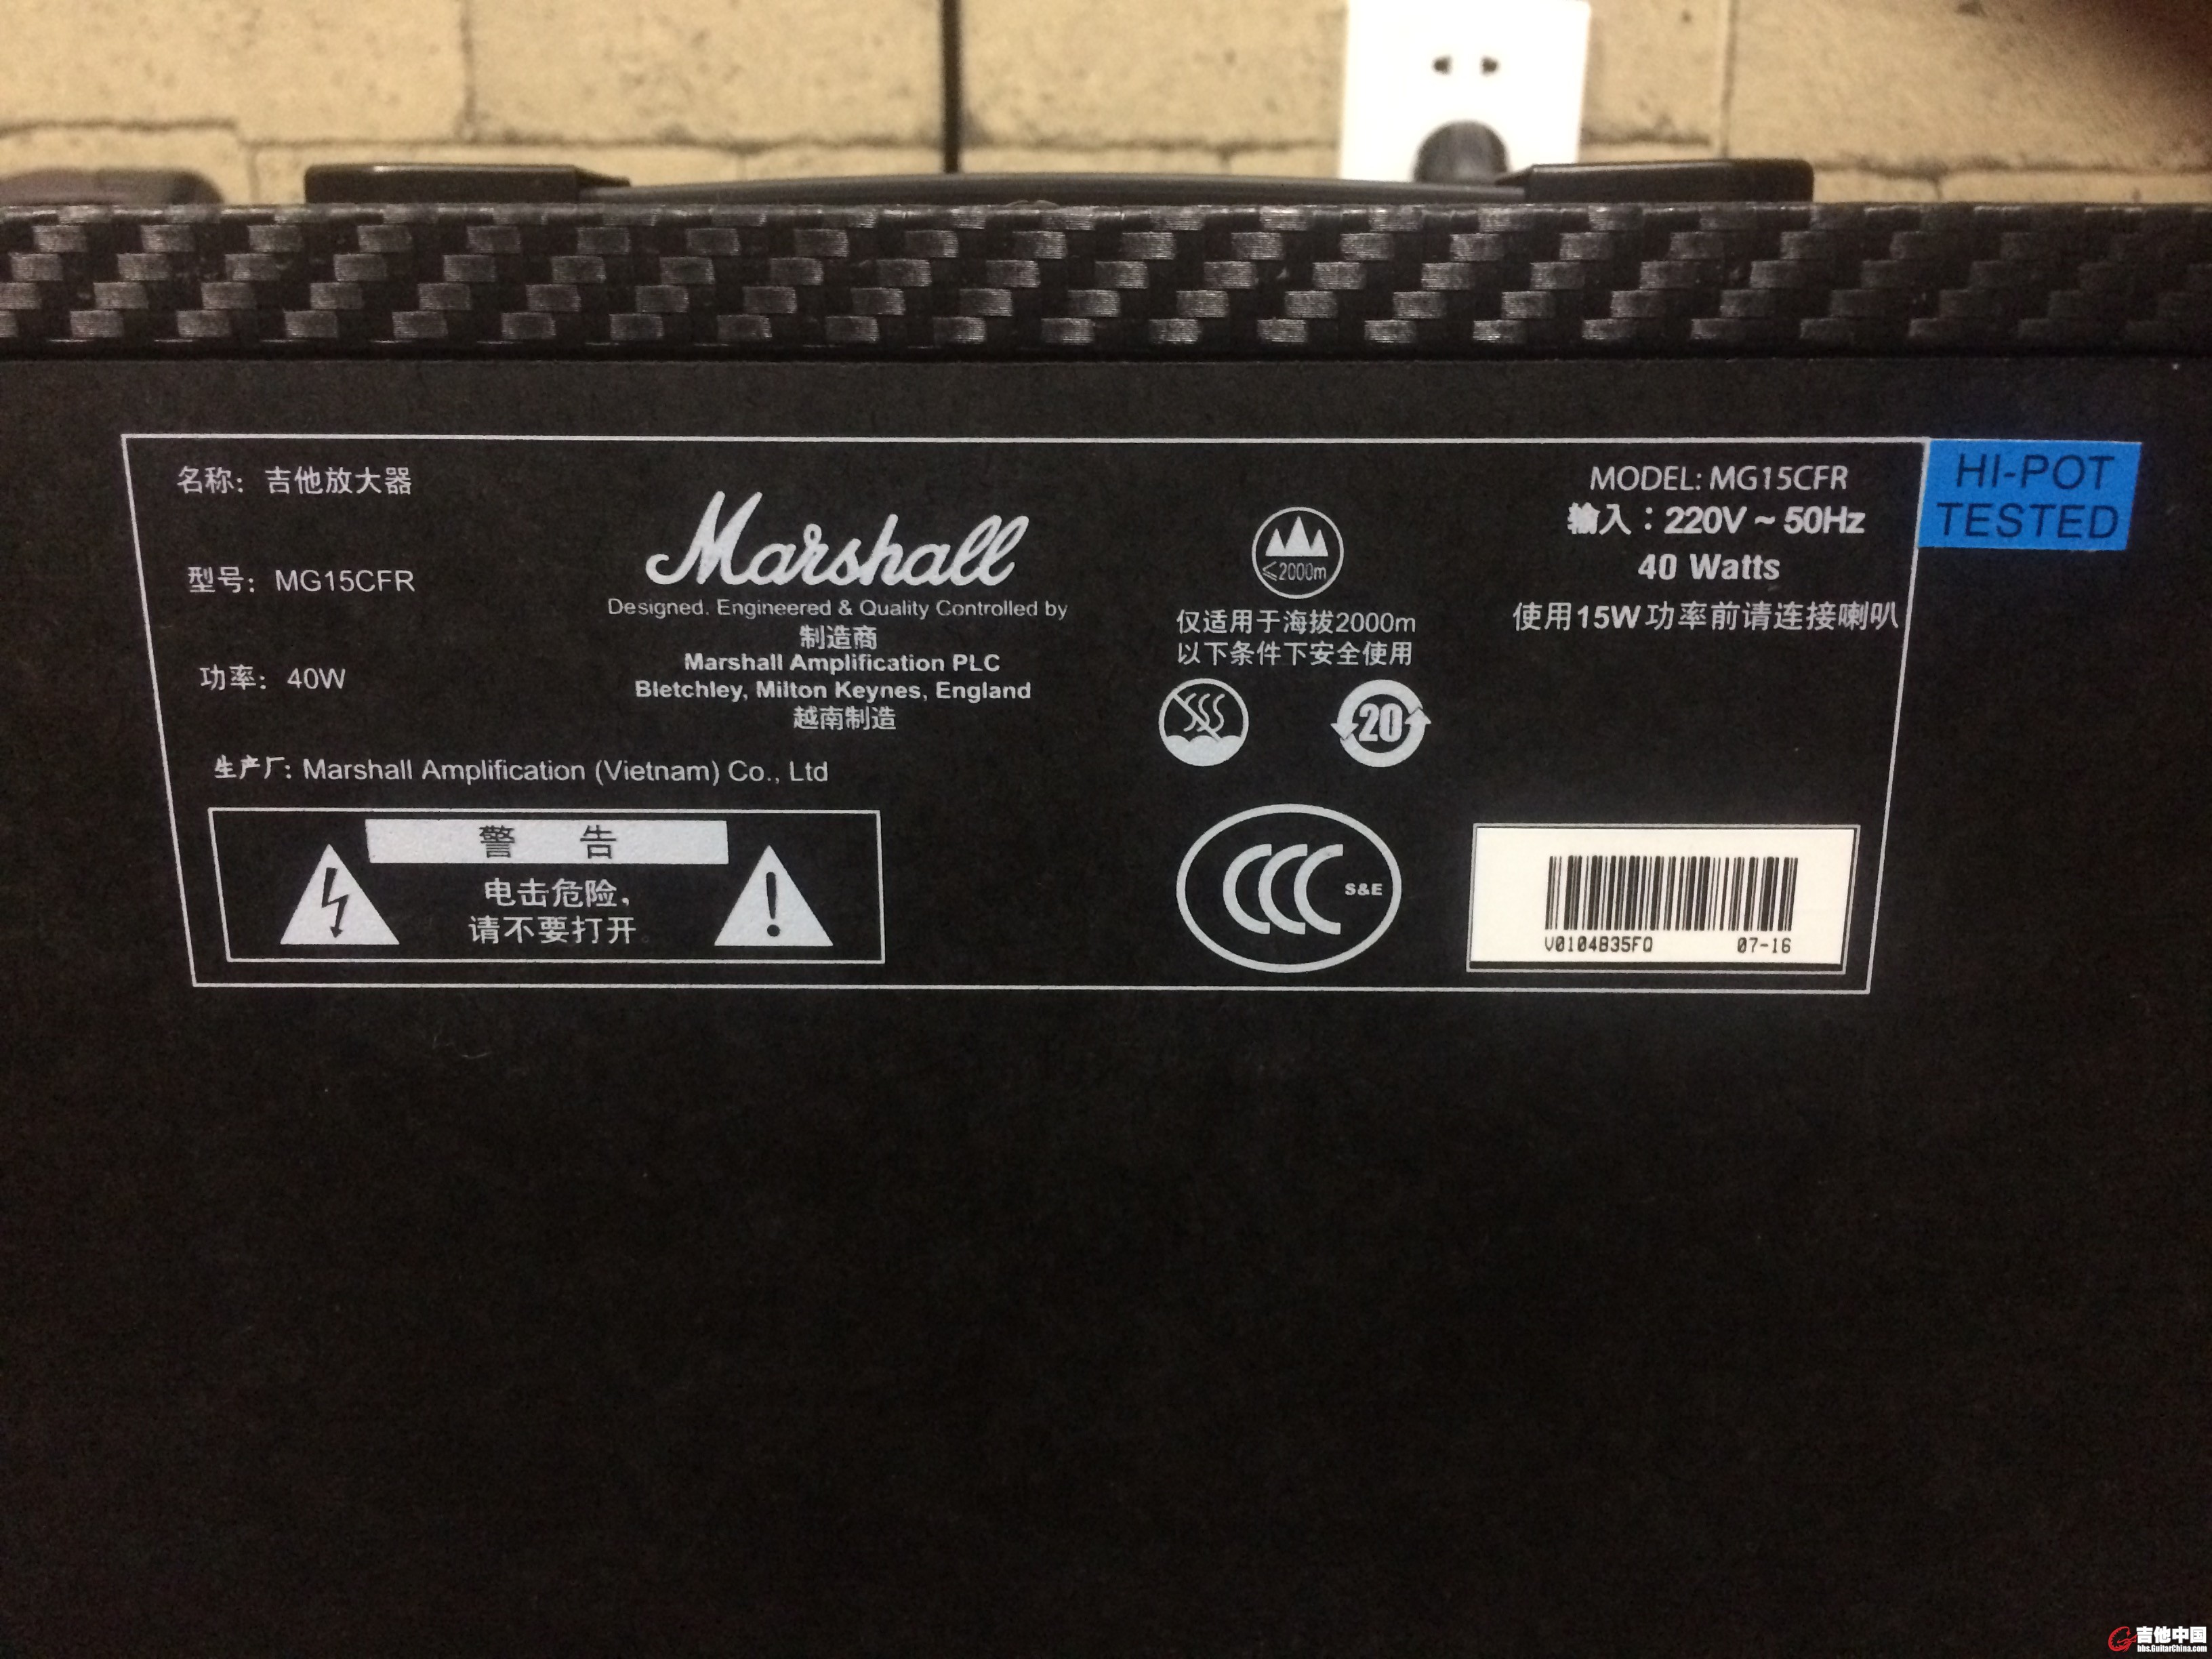 名称：吉他放大器
型号：MG15CFR
功率：40W
Marshall
Designed. Engineered & Quality Controlled by
制造商
Marshall Amplification PLC
Bletchley, Milton Keynes, England
越南制造
生产厂: Marshall Amplification (Vietnam) Co., Ltd
警 告
电击危险，
请不要打开。
≤2000m
仅适用于海拔2000m
以下条件下安全使用
20
CCC S&E
MODEL: MG15CFR
输入：220V ~ 50Hz
40 Watts
使用15W功率前请连接喇叭
V0104B35FQ 07-16
HI-POT
TESTED
吉他中国
bbs.GuitarChina.com